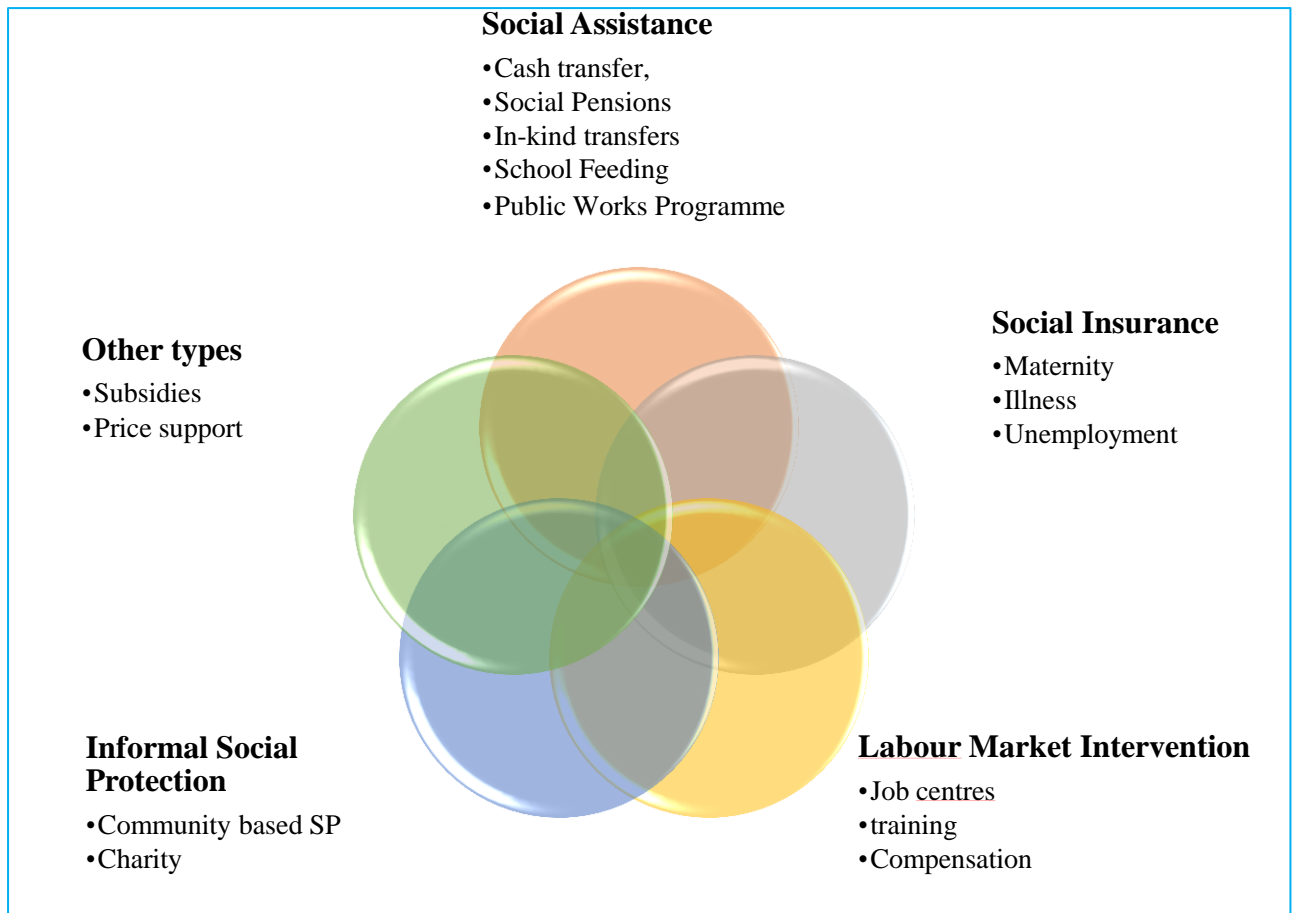 Social Assistance
•Cash transfer,
•Social Pensions
•In-kind transfers
•School Feeding
•Public Works Programme
Social Insurance
•Maternity
•Illness
•Unemployment
Other types
•Subsidies
•Price support
Informal Social
Protection
•Community based SP
•Charity
Labour Market Intervention
•Job centres
•training
•Compensation